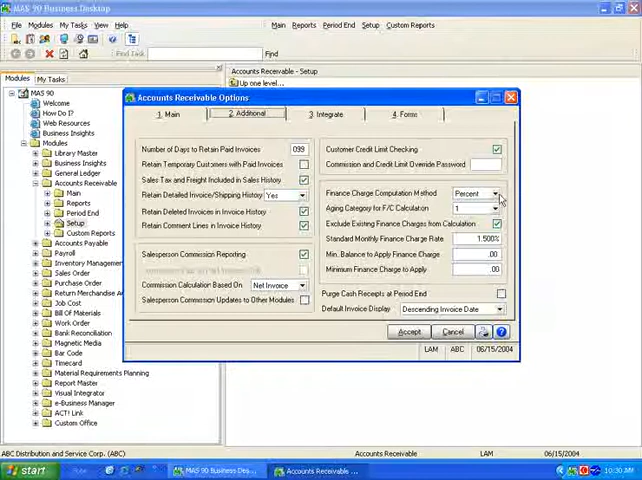 MAS 90 Business Desktop
File Modules My Tasks View Help
Main Reports Period End Setup Custom Reports
Find Task Find
Modules My Tasks
Accounts Receivable - Setup
Up one level...
MAS 90
Welcome
How Do I?
Web Resources
Business Insights
Modules
Library Master
Business Insights
General Ledger
Accounts Receivable
Main
Reports
Period End
Setup
Custom Reports
Accounts Payable
Payroll
Inventory Management
Sales Order
Purchase Order
Return Merchandise A
Job Cost
Bill Of Materials
Work Order
Bank Reconciliation
Magnetic Media
Bar Code
Timecard
Material Requirements Planning
Report Master
Visual Integrator
e-Business Manager
ACT! Link
Custom Office
Accounts Receivable Options
1. Main 2. Additional 3. Integrate 4. Forms
Number of Days to Retain Paid Invoices 099
Retain Temporary Customers with Paid Invoices
Sales Tax and Freight Included in Sales History
Retain Detailed Invoice/Shipping History Yes
Retain Deleted Invoices in Invoice History
Retain Comment Lines in Invoice History
Salesperson Commission Reporting
Commission Calculation Based On Net Invoice
Salesperson Commission Updates to Other Modules
Customer Credit Limit Checking
Commission and Credit Limit Override Password
Finance Charge Computation Method Percent
Aging Category for F/C Calculation 1
Exclude Existing Finance Charges from Calculation
Standard Monthly Finance Charge Rate 1.500%
Min. Balance to Apply Finance Charge .00
Minimum Finance Charge to Apply .00
Purge Cash Receipts at Period End
Default Invoice Display Descending Invoice Date
Accept Cancel
LAM ABC 06/15/2004
ABC Distribution and Service Corp. (ABC) Accounts Receivable LAM 06/15/2004
start MAS 90 Business Des... Accounts Receivable ... 10:30 AM